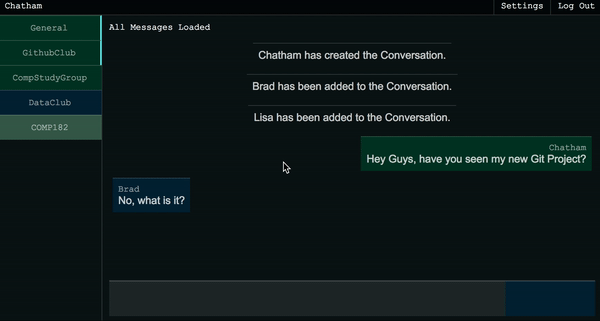 Chatham
Settings
Log Out
General
GithubClub
CompStudyGroup
DataClub
COMP182
All Messages Loaded
Chatham has created the Conversation.
Brad has been added to the Conversation.
Lisa has been added to the Conversation.
Chatham
Hey Guys, have you seen my new Git Project?
Brad
No, what is it?